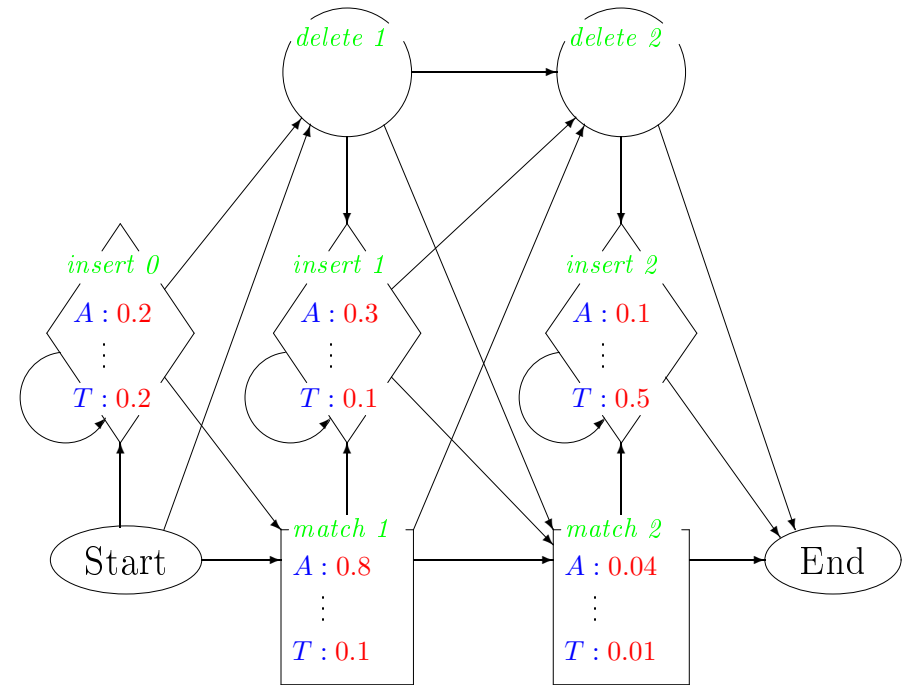 delete 1
delete 2
insert 0
A : 0.2
⋮
T : 0.2
insert 1
A : 0.3
⋮
T : 0.1
insert 2
A : 0.1
⋮
T : 0.5
Start
match 1
A : 0.8
⋮
T : 0.1
match 2
A : 0.04
⋮
T : 0.01
End